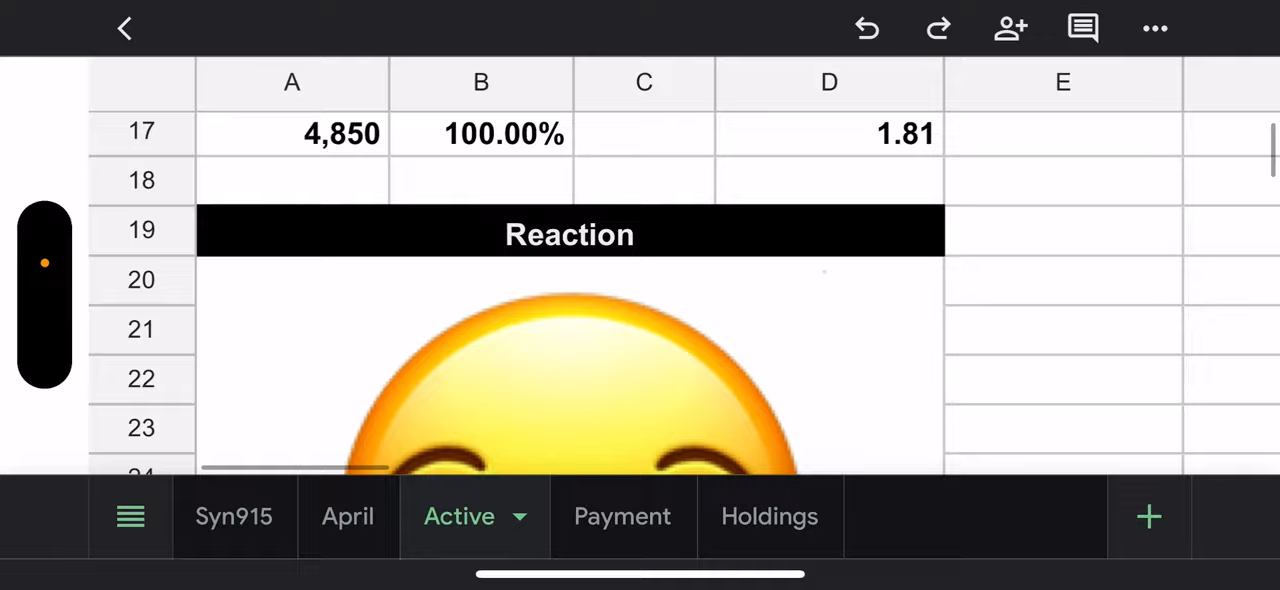 A B C D E
17 4,850 100.00% 1.81
18
19 Reaction
20
21
22
23
24
Syn915 April Active Payment Holdings